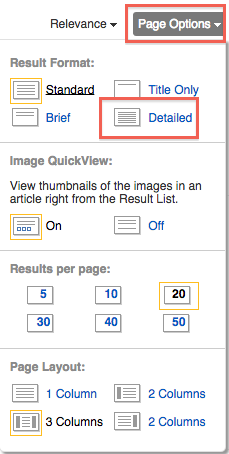 Relevance Page Options
Result Format:
Standard Title Only
Brief Detailed
Image QuickView:
View thumbnails of the images in an
article right from the Result List.
On Off
Results per page:
5 10 20
30 40 50
Page Layout:
1 Column 2 Columns
3 Columns 2 Columns